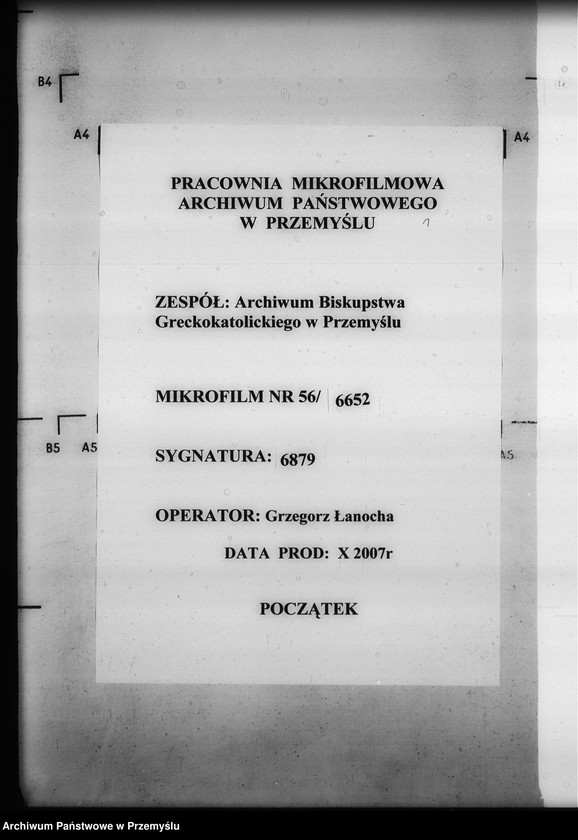 B4
A4
A4
PRACOWNIA MIKROFILMOWA
ARCHIWUM PAŃSTWOWEGO
W PRZEMYŚLU
1
ZESPÓŁ: Archiwum Biskupstwa
Greckokatolickiego w Przemyślu
MIKROFILM NR 56/ 6652
B5 A5
SYGNATURA: 6879
A5
OPERATOR: Grzegorz Łanocha
DATA PROD: X 2007r
POCZĄTEK
Archiwum Państwowe w Przemyślu